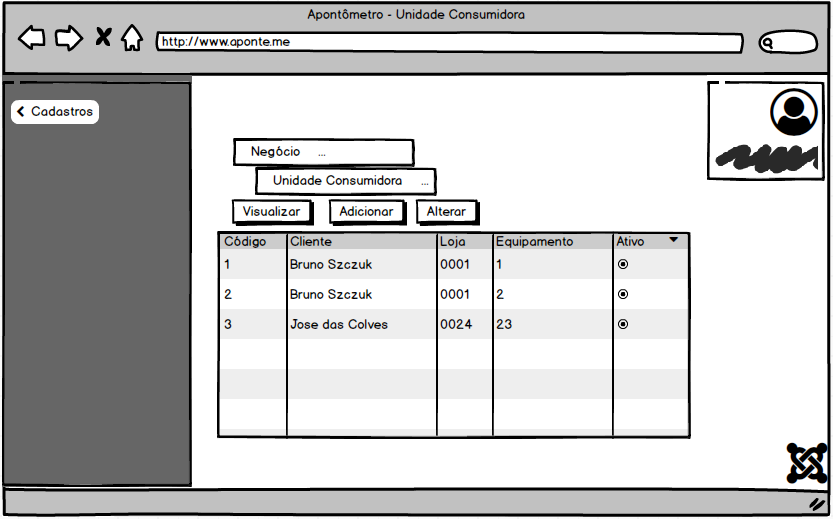 Apontômetro - Unidade Consumidora
http://www.aponte.me
Cadastros
Negócio ...
Unidade Consumidora ...
Visualizar Adicionar Alterar
Código Cliente Loja Equipamento Ativo
1 Bruno Szczuk 0001 1
2 Bruno Szczuk 0001 2
3 Jose das Colves 0024 23